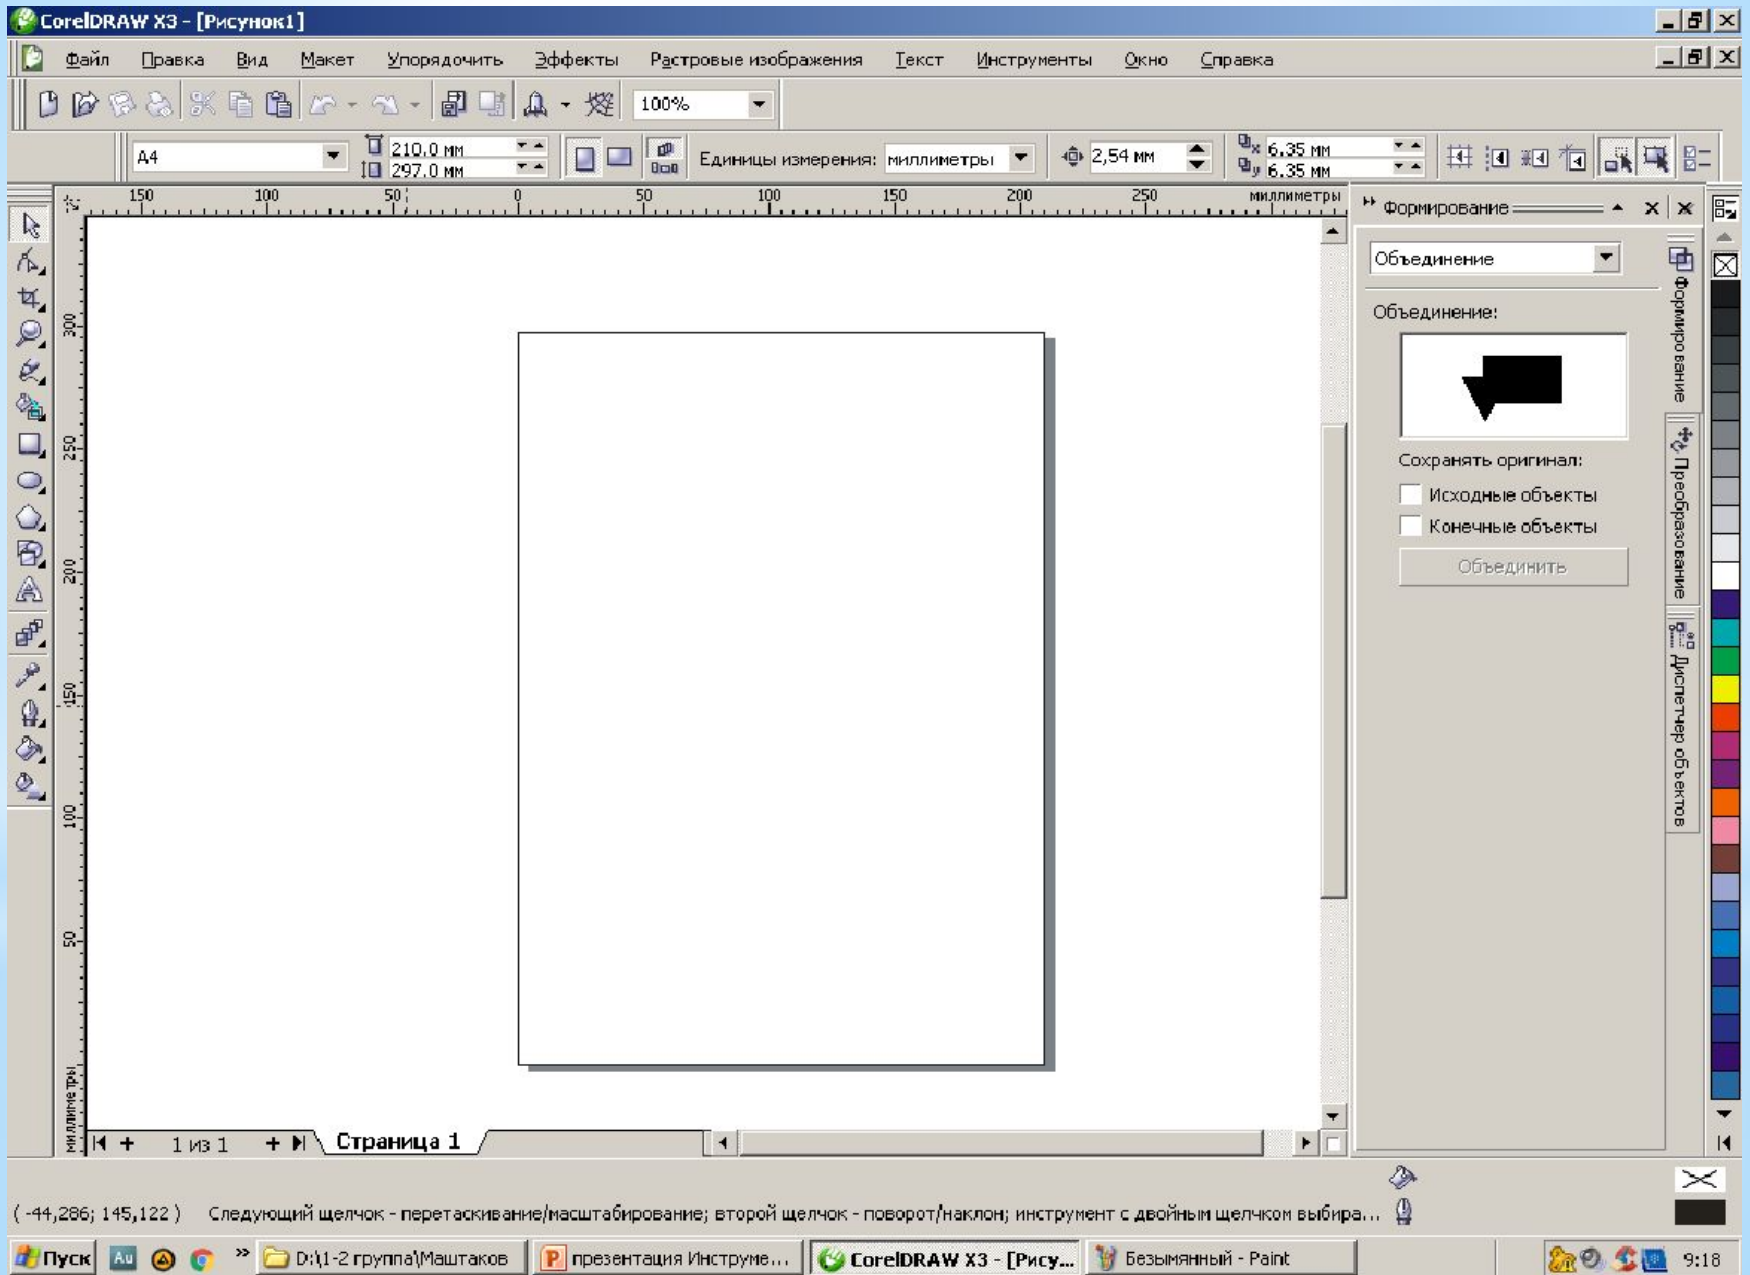 CorelDRAW X3 - [Рисунок1]
Файл Правка Вид Макет Упорядочить Эффекты Растровые изображения Текст Инструменты Окно Справка
100%
A4
210.0 мм
297.0 мм
Единицы измерения: миллиметры
2,54 мм
6.35 мм
6.35 мм
150 100 50 0 50 100 150 200 250 миллиметры
300
250
200
150
100
50
миллиметры
Формирование
Объединение
Объединение:
Сохранять оригинал:
Исходные объекты
Конечные объекты
Объединить
Формирование
Преобразование
Диспетчер объектов
1 из 1
Страница 1
( -44,286; 145,122 ) Следующий щелчок - перетаскивание/масштабирование; второй щелчок - поворот/наклон; инструмент с двойным щелчком выбира...
Пуск Au » D:\1-2 группа\Маштаков презентация Инструме... CorelDRAW X3 - [Рису... Безымянный - Paint 9:18